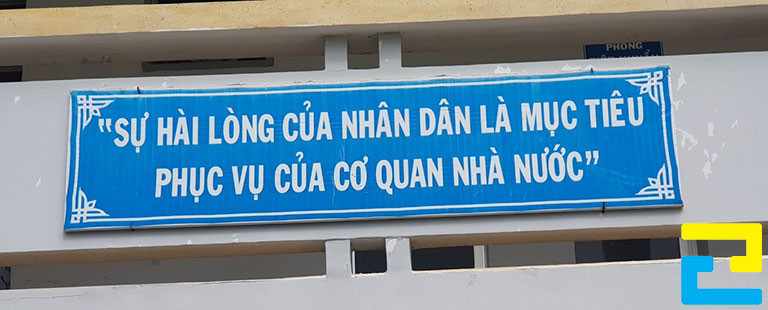 PHÒNG
"SỰ HÀI LÒNG CỦA NHÂN DÂN LÀ MỤC TIÊU
PHỤC VỤ CỦA CƠ QUAN NHÀ NƯỚC"